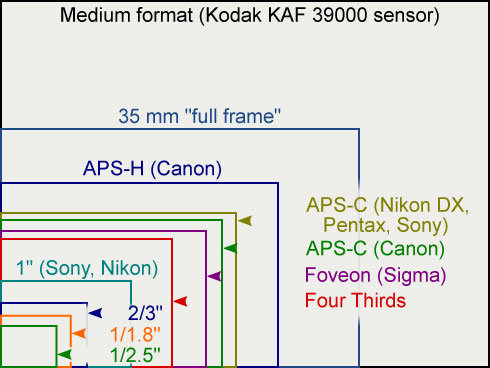 Medium format (Kodak KAF 39000 sensor)
35 mm "full frame"
APS-H (Canon)
APS-C (Nikon DX,
Pentax, Sony)
APS-C (Canon)
1" (Sony, Nikon)
Foveon (Sigma)
Four Thirds
2/3"
1/1.8"
1/2.5"